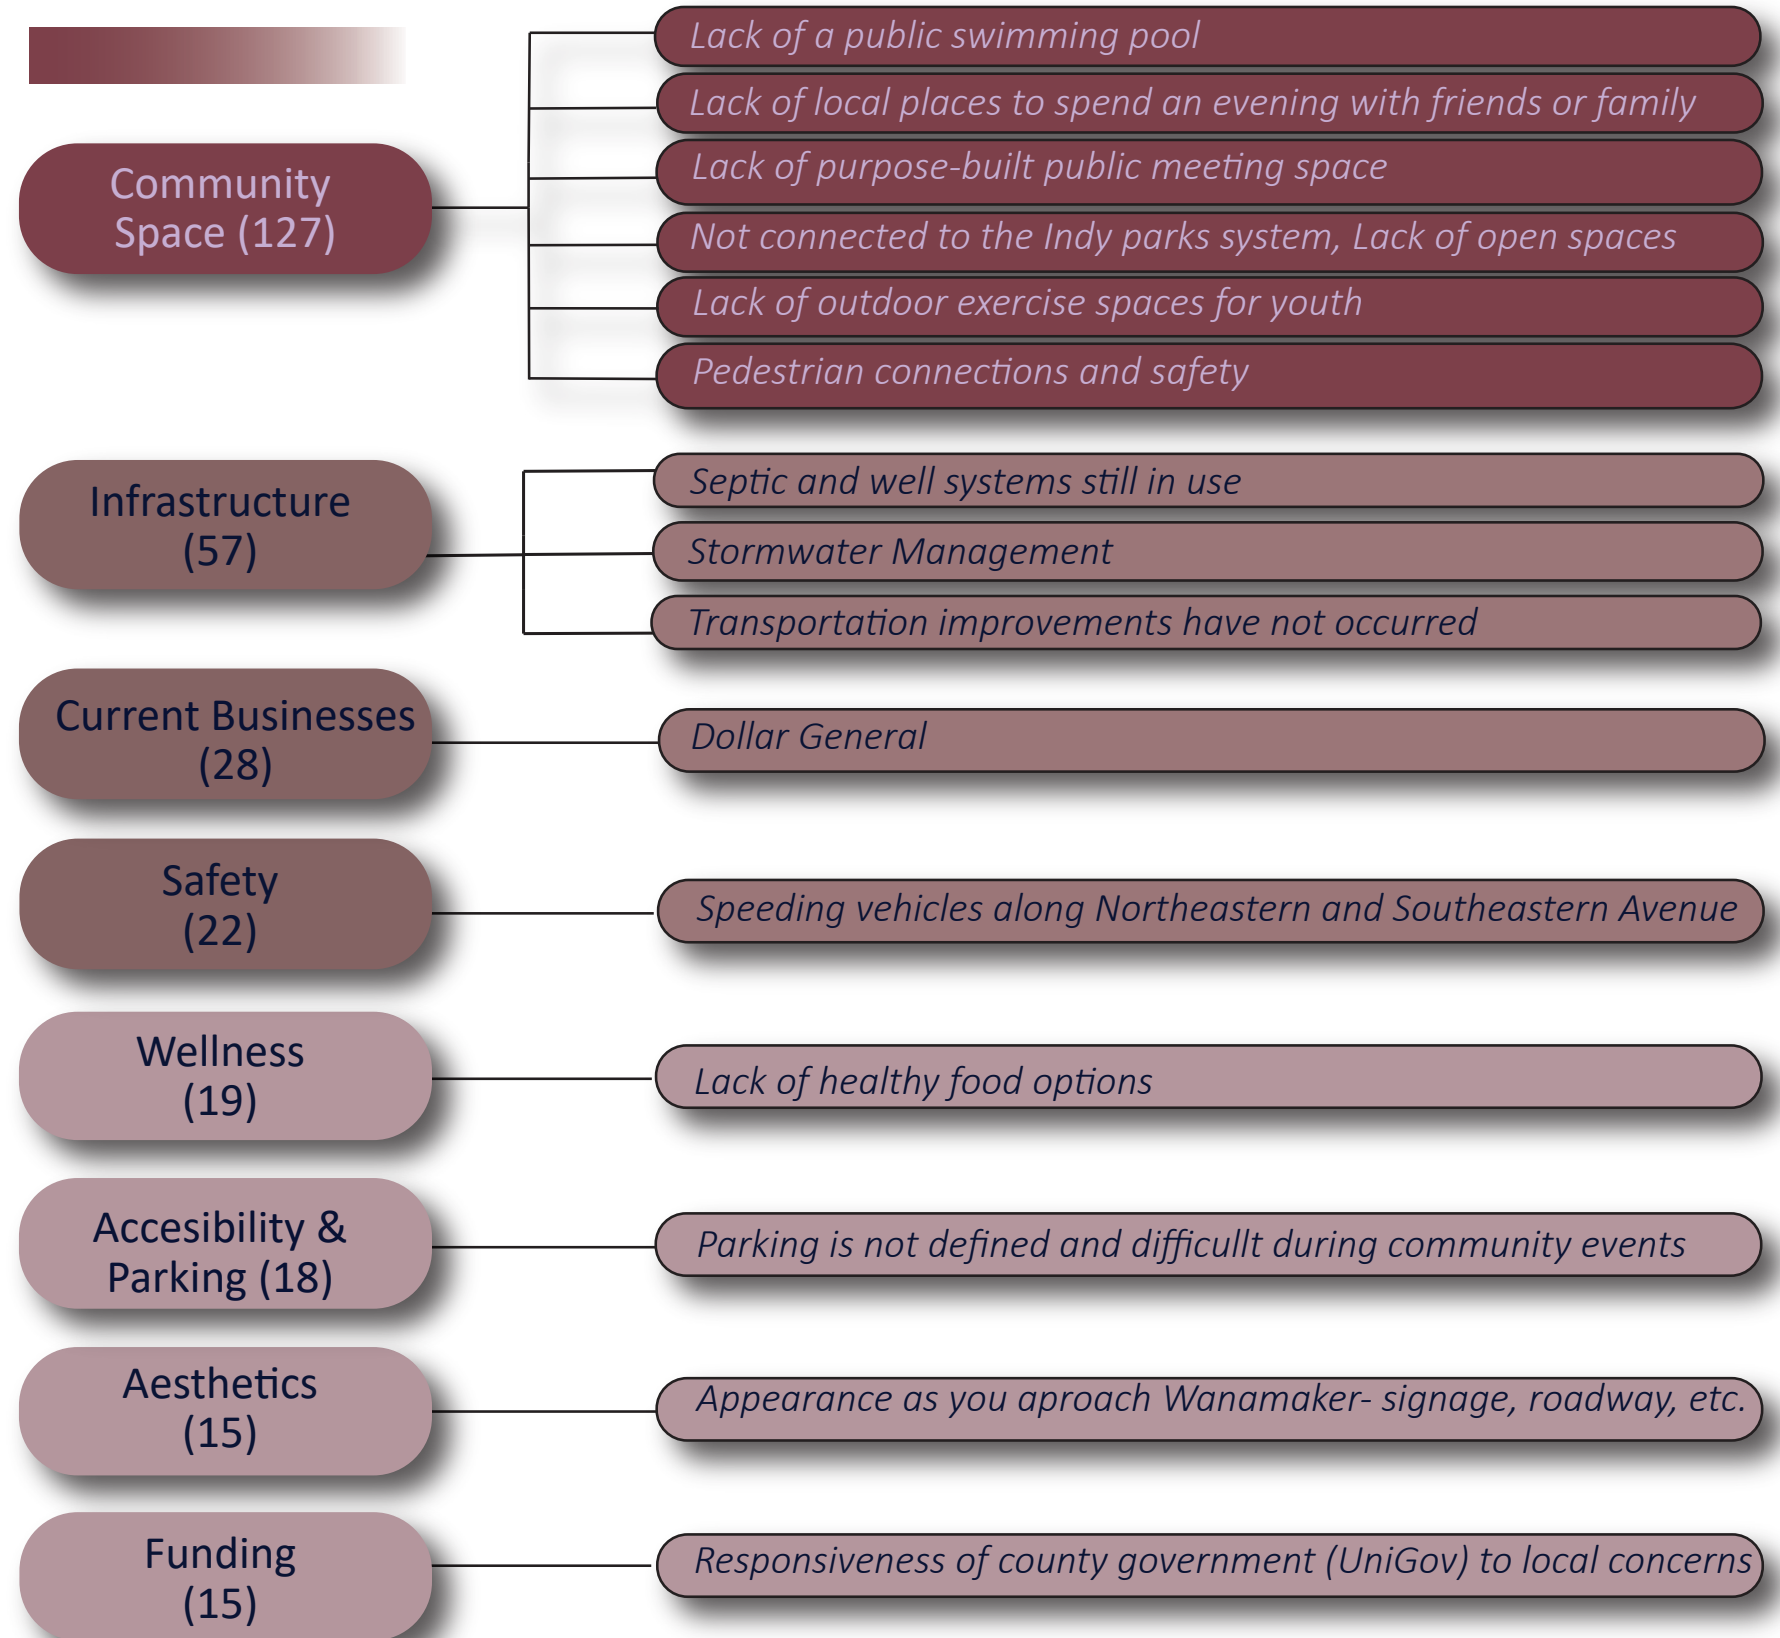 Community
Space (127)
Lack of a public swimming pool
Lack of local places to spend an evening with friends or family
Lack of purpose-built public meeting space
Not connected to the Indy parks system, Lack of open spaces
Lack of outdoor exercise spaces for youth
Pedestrian connections and safety
Infrastructure
(57)
Septic and well systems still in use
Stormwater Management
Transportation improvements have not occurred
Current Businesses
(28)
Dollar General
Safety
(22)
Speeding vehicles along Northeastern and Southeastern Avenue
Wellness
(19)
Lack of healthy food options
Accesibility &
Parking (18)
Parking is not defined and difficullt during community events
Aesthetics
(15)
Appearance as you aproach Wanamaker- signage, roadway, etc.
Funding
(15)
Responsiveness of county government (UniGov) to local concerns